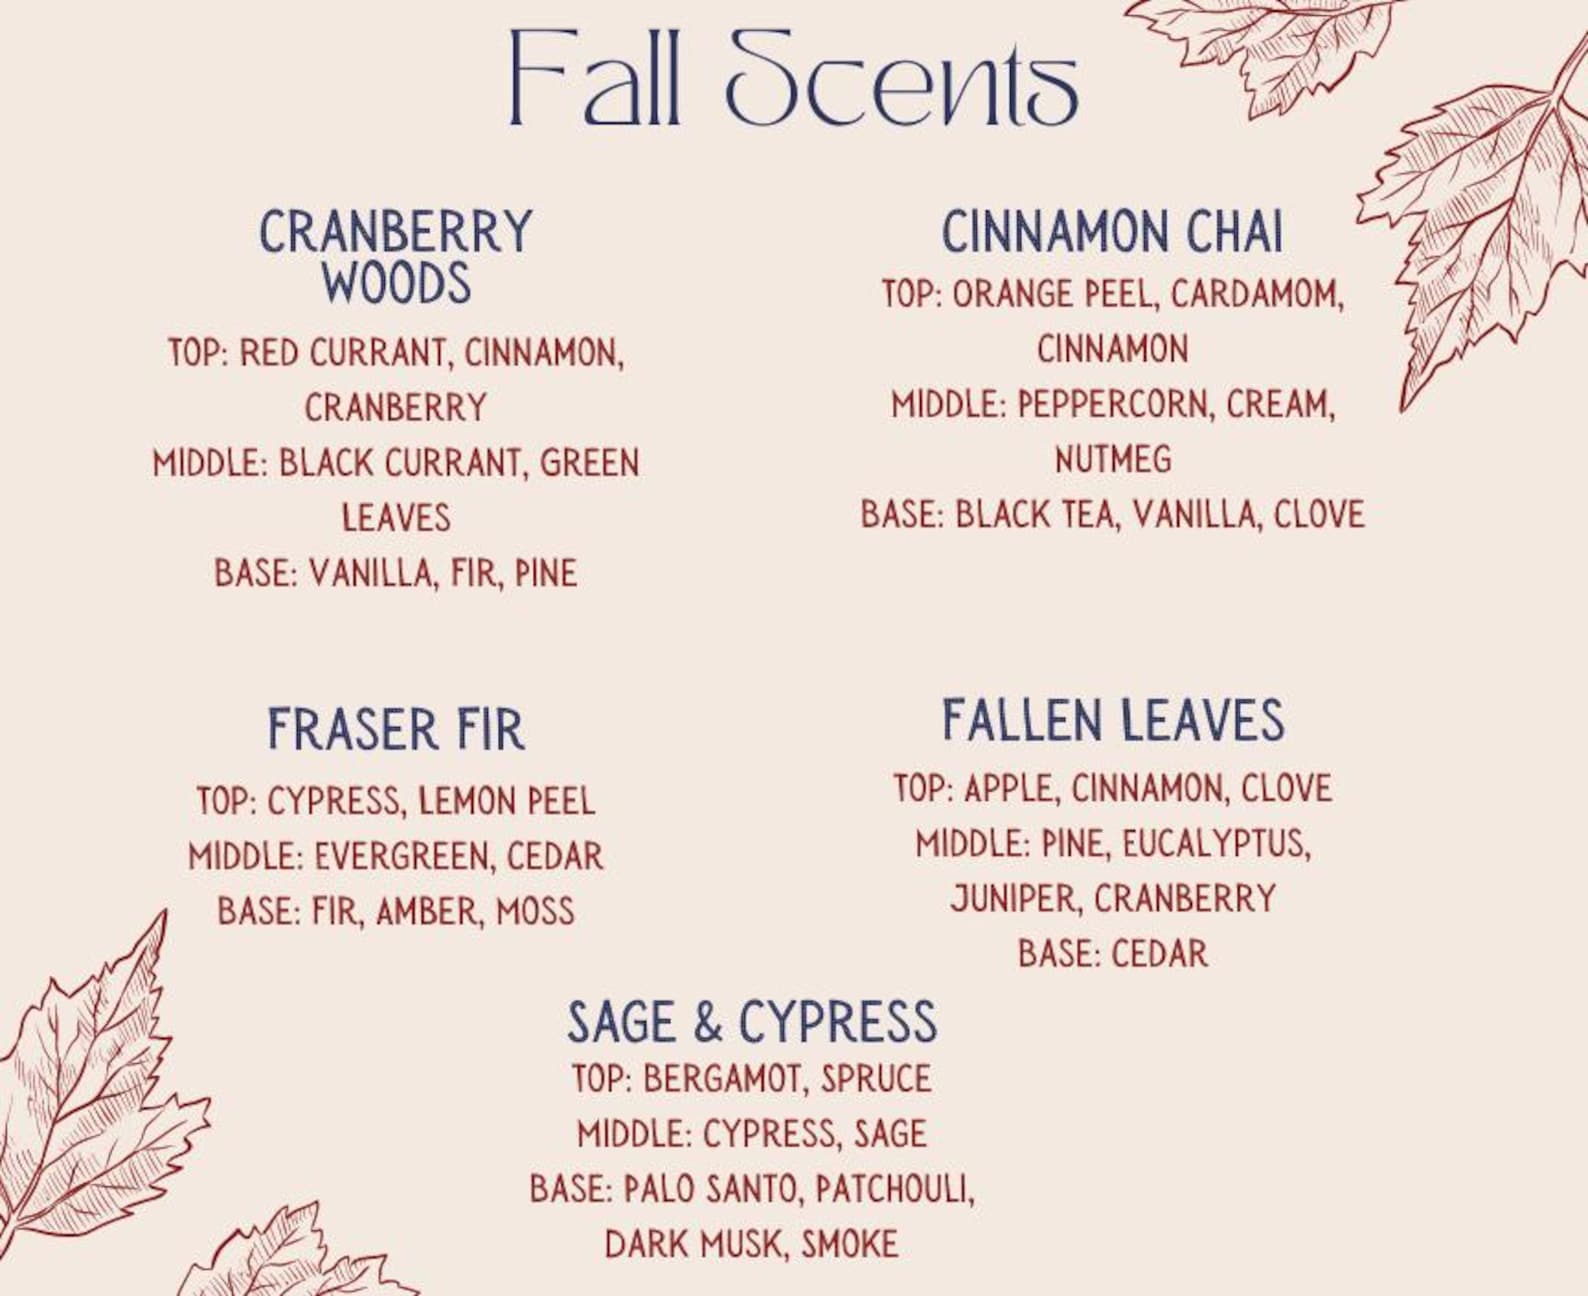 Fall Scents
CRANBERRY
WOODS
TOP: RED CURRANT, CINNAMON,
CRANBERRY
MIDDLE: BLACK CURRANT, GREEN
LEAVES
BASE: VANILLA, FIR, PINE
CINNAMON CHAI
TOP: ORANGE PEEL, CARDAMOM,
CINNAMON
MIDDLE: PEPPERCORN, CREAM,
NUTMEG
BASE: BLACK TEA, VANILLA, CLOVE
FRASER FIR
TOP: CYPRESS, LEMON PEEL
MIDDLE: EVERGREEN, CEDAR
BASE: FIR, AMBER, MOSS
FALLEN LEAVES
TOP: APPLE, CINNAMON, CLOVE
MIDDLE: PINE, EUCALYPTUS,
JUNIPER, CRANBERRY
BASE: CEDAR
SAGE & CYPRESS
TOP: BERGAMOT, SPRUCE
MIDDLE: CYPRESS, SAGE
BASE: PALO SANTO, PATCHOULI,
DARK MUSK, SMOKE